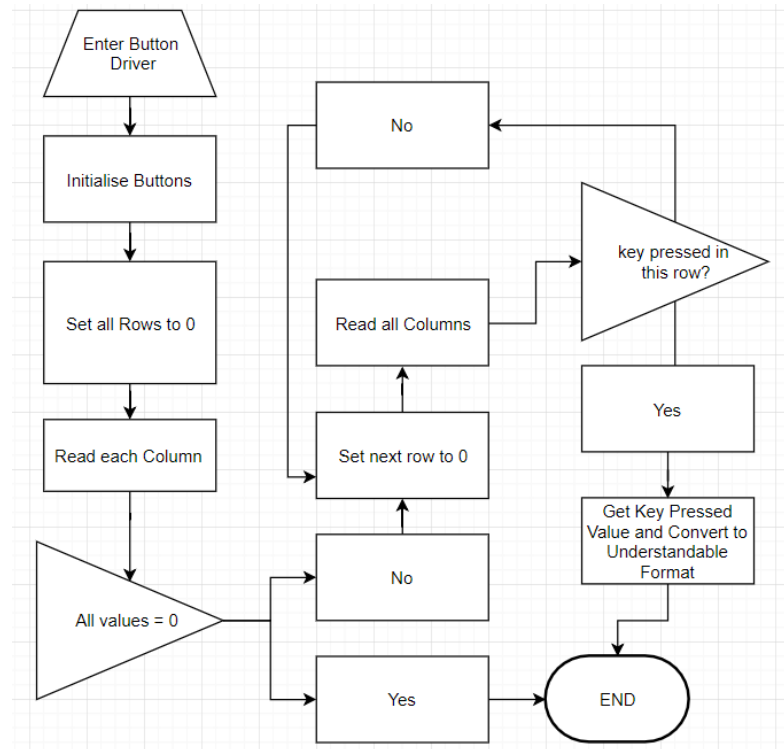 Enter Button
Driver
Initialise Buttons
Set all Rows to 0
Read each Column
All values = 0
No
Yes
END
Set next row to 0
Read all Columns
key pressed in
this row?
No
Yes
Get Key Pressed
Value and Convert to
Understandable
Format